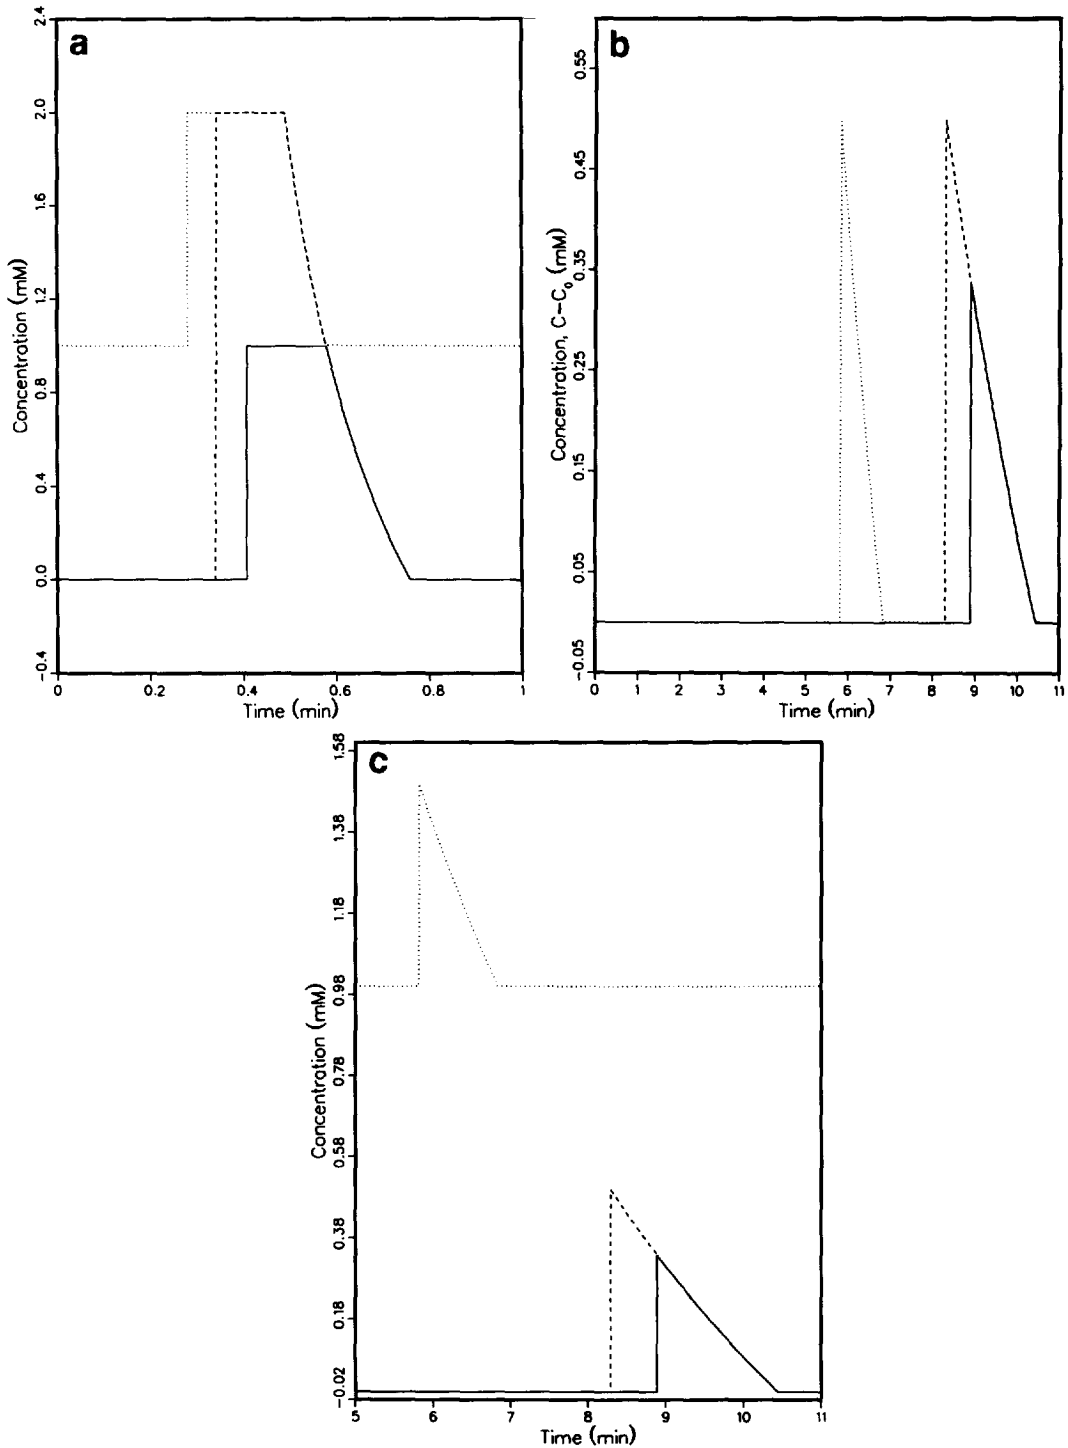 a
Concentration (mM)
2.4
2.0
1.6
1.2
0.8
0.4
0.0
-0.4
0 0.2 0.4 0.6 0.8 1
Time (min)
b
Concentration, C-C₀ (mM)
0.55
0.45
0.35
0.25
0.15
0.05
-0.05
0 1 2 3 4 5 6 7 8 9 10 11
Time (min)
c
Concentration (mM)
1.58
1.38
1.18
0.98
0.78
0.58
0.38
0.18
-0.02
5 6 7 8 9 10 11
Time (min)